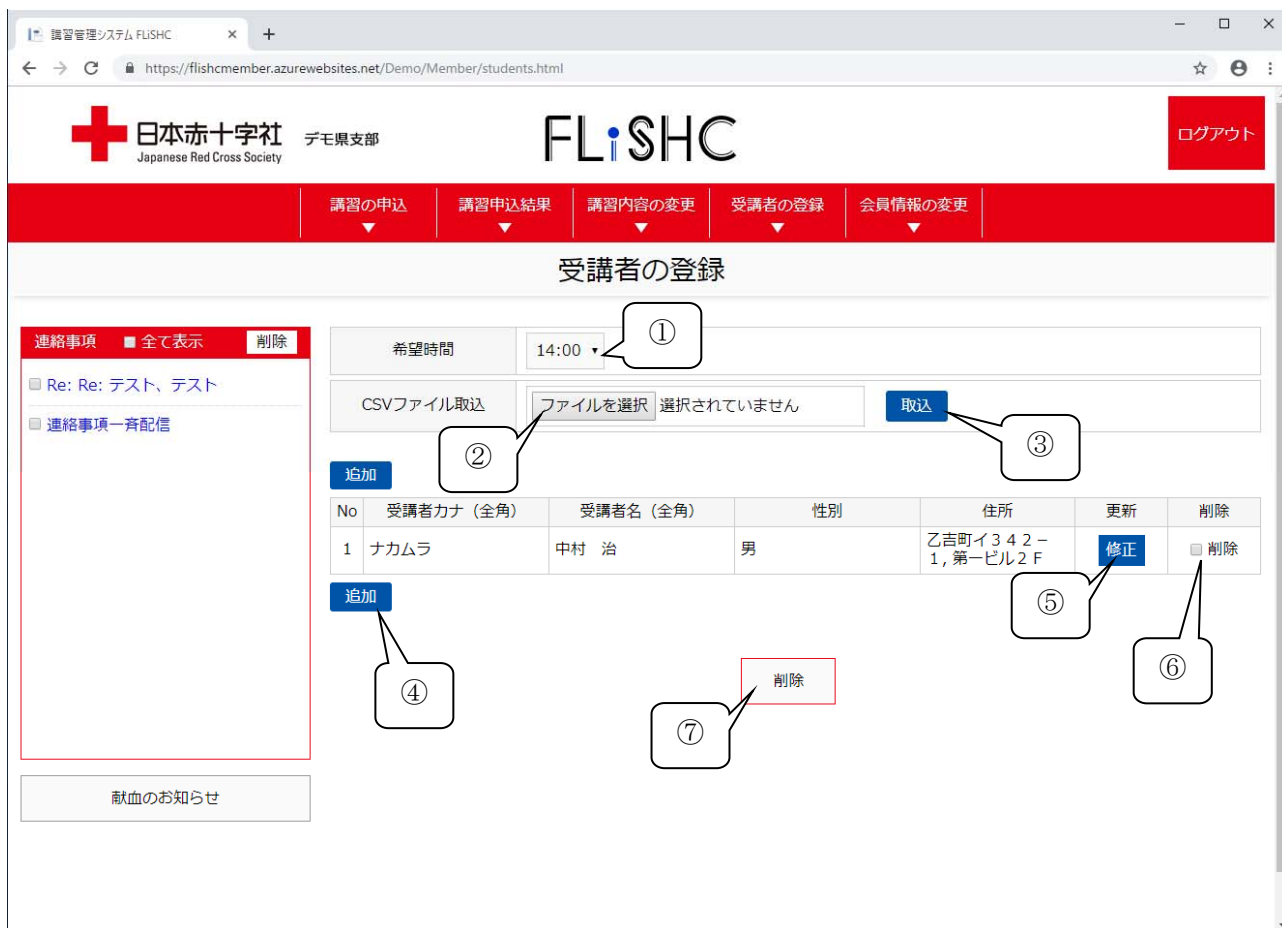 講習管理システム FLiSHC
https://flishcmember.azurewebsites.net/Demo/Member/students.html
日本赤十字社 デモ県支部
Japanese Red Cross Society
FLiSHC
ログアウト
講習の申込 講習申込結果 講習内容の変更 受講者の登録 会員情報の変更
▼ ▼ ▼ ▼ ▼
受講者の登録
連絡事項 全て表示 削除
Re: Re: テスト、テスト
連絡事項一斉配信
献血のお知らせ
希望時間 14:00
①
CSVファイル取込 ファイルを選択 選択されていません 取込
②
③
追加
No 受講者カナ（全角） 受講者名（全角） 性別 住所 更新 削除
1 ナカムラ 中村　治 男 乙吉町イ３４２－ 修正 削除
１，第一ビル２Ｆ
追加
⑤
⑥
④
削除
⑦